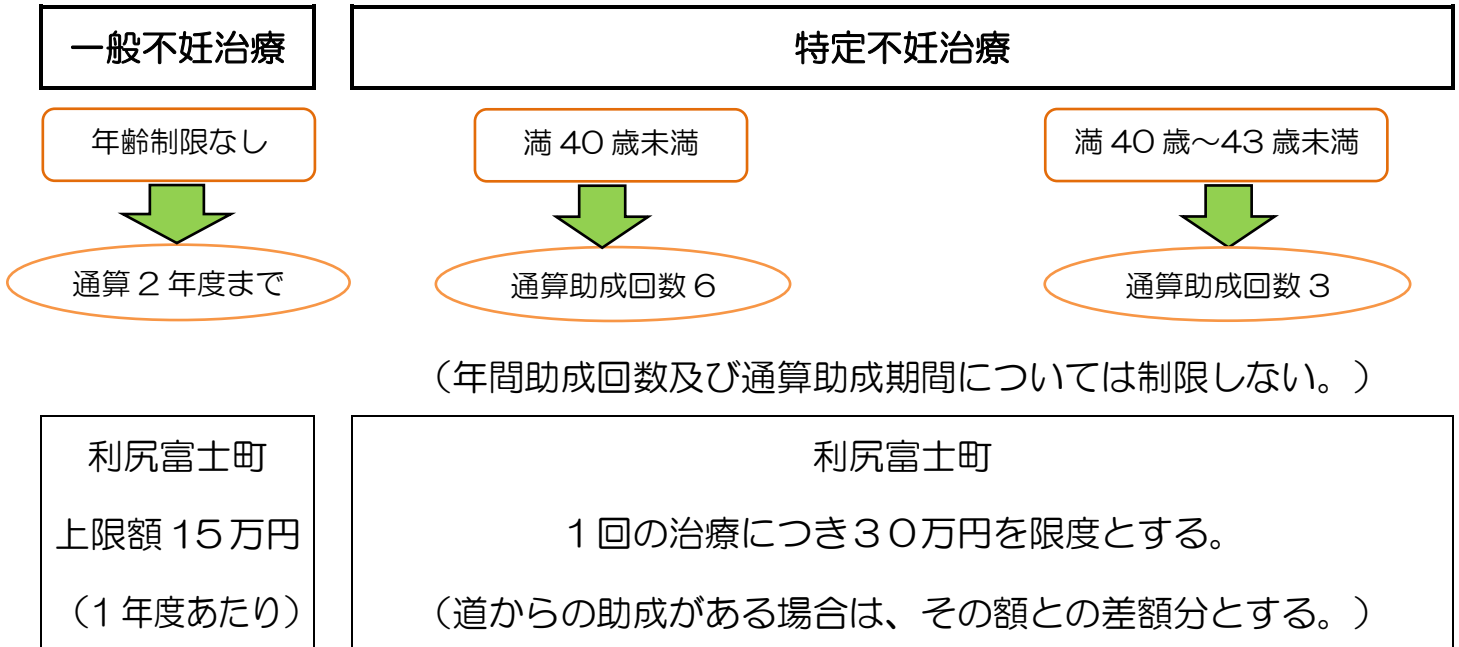 一般不妊治療
特定不妊治療
年齢制限なし
満40歳未満
満40歳～43歳未満
通算2年度まで
通算助成回数6
通算助成回数3
（年間助成回数及び通算助成期間については制限しない。）
利尻富士町
上限額15万円
（1年度あたり）
利尻富士町
１回の治療につき３０万円を限度とする。
（道からの助成がある場合は、その額との差額分とする。）